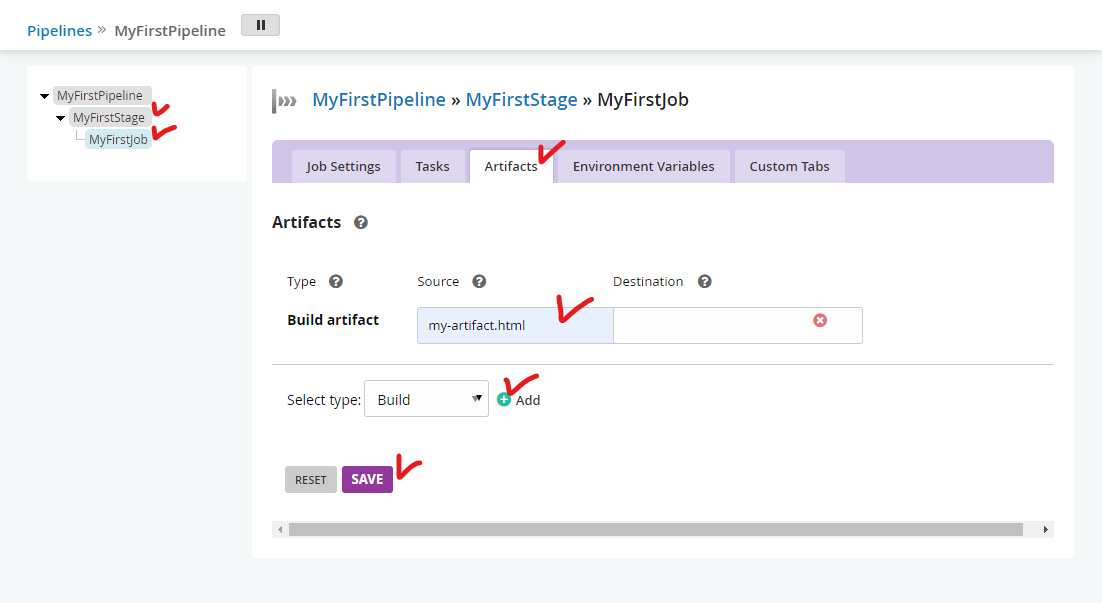 Pipelines » MyFirstPipeline
MyFirstPipeline
MyFirstStage
MyFirstJob
MyFirstPipeline » MyFirstStage » MyFirstJob
Job Settings Tasks Artifacts Environment Variables Custom Tabs
Artifacts ?
Type ? Source ? Destination ?
Build artifact my-artifact.html
Select type: Build Add
RESET SAVE